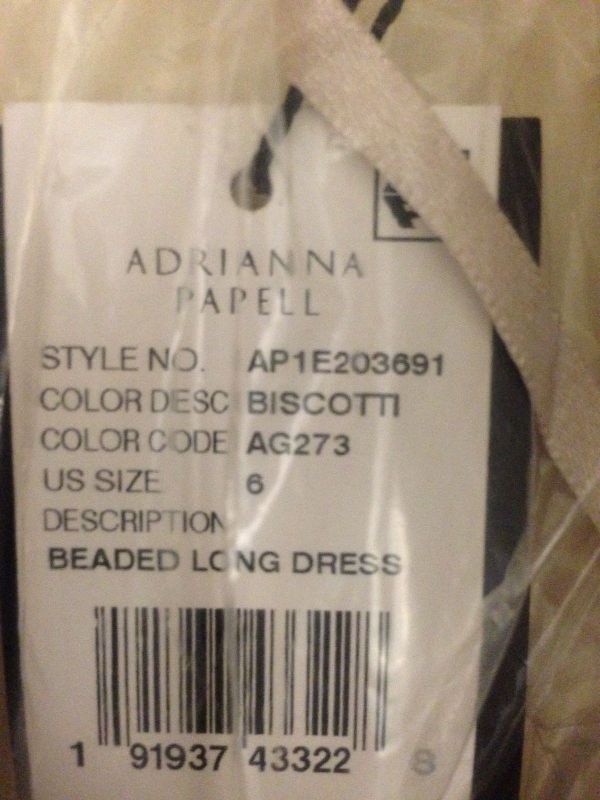 ADRIANNA
PAPELL
STYLE NO. AP1E203691
COLOR DESC BISCOTTI
COLOR CODE AG273
US SIZE 6
DESCRIPTION
BEADED LONG DRESS
1 91937 43322 8